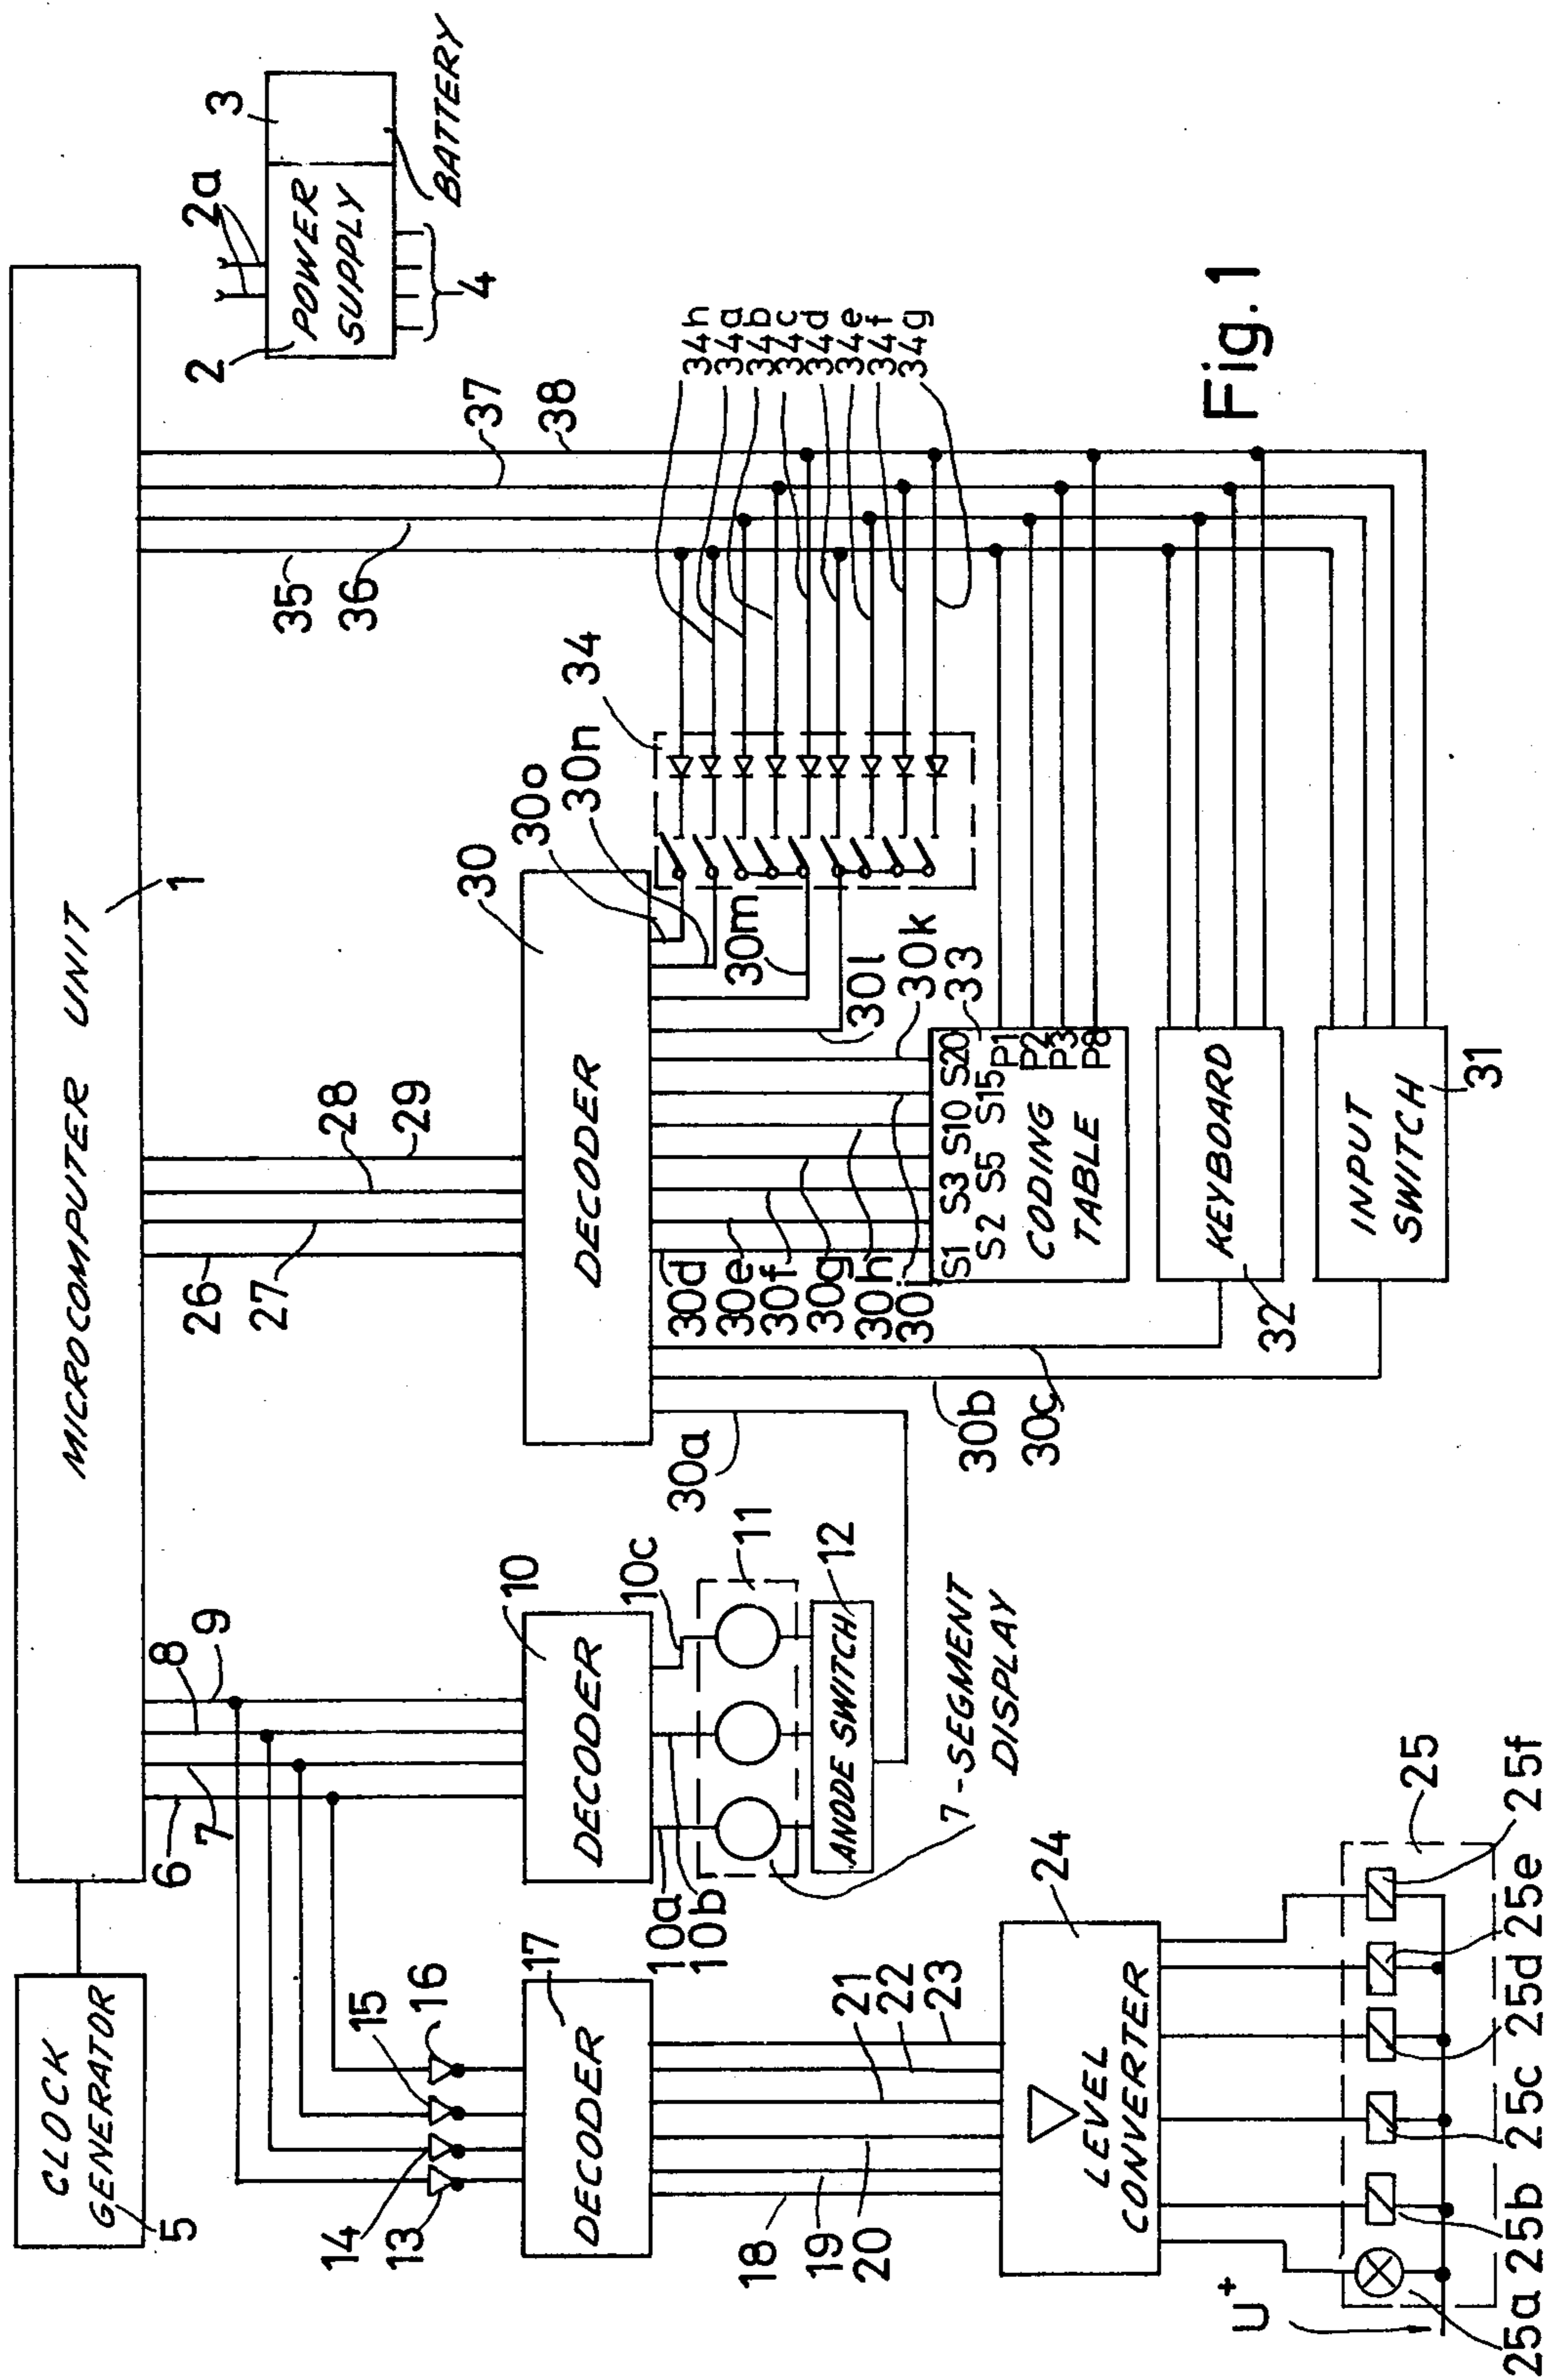 CLOCK
GENERATOR
5
MICROCOMPUTER UNIT
1
2
2a
3
POWER
SUPPLY
BATTERY
4
6
7
8
9
26
27
28
29
35
36
37
38
14
13
15
16
17
DECODER
10
DECODER
10a
10b
10c
11
12
ANODE SWITCH
7-SEGMENT
DISPLAY
30
DECODER
30a
30b
30c
30d
30e
30f
30g
30h
30i
30k
30l
30m
30n
30o
34
34h
34a
34b
34c
34d
34e
34f
34g
33
S1 S3 S10 S20
S2 S5 S15
P1
P2
P3
P8
CODING
TABLE
KEYBOARD
32
INPUT
SWITCH
31
18
19
20
21
22
23
24
LEVEL
CONVERTER
U+
25
25a
25b
25c
25d
25e
25f
Fig.1